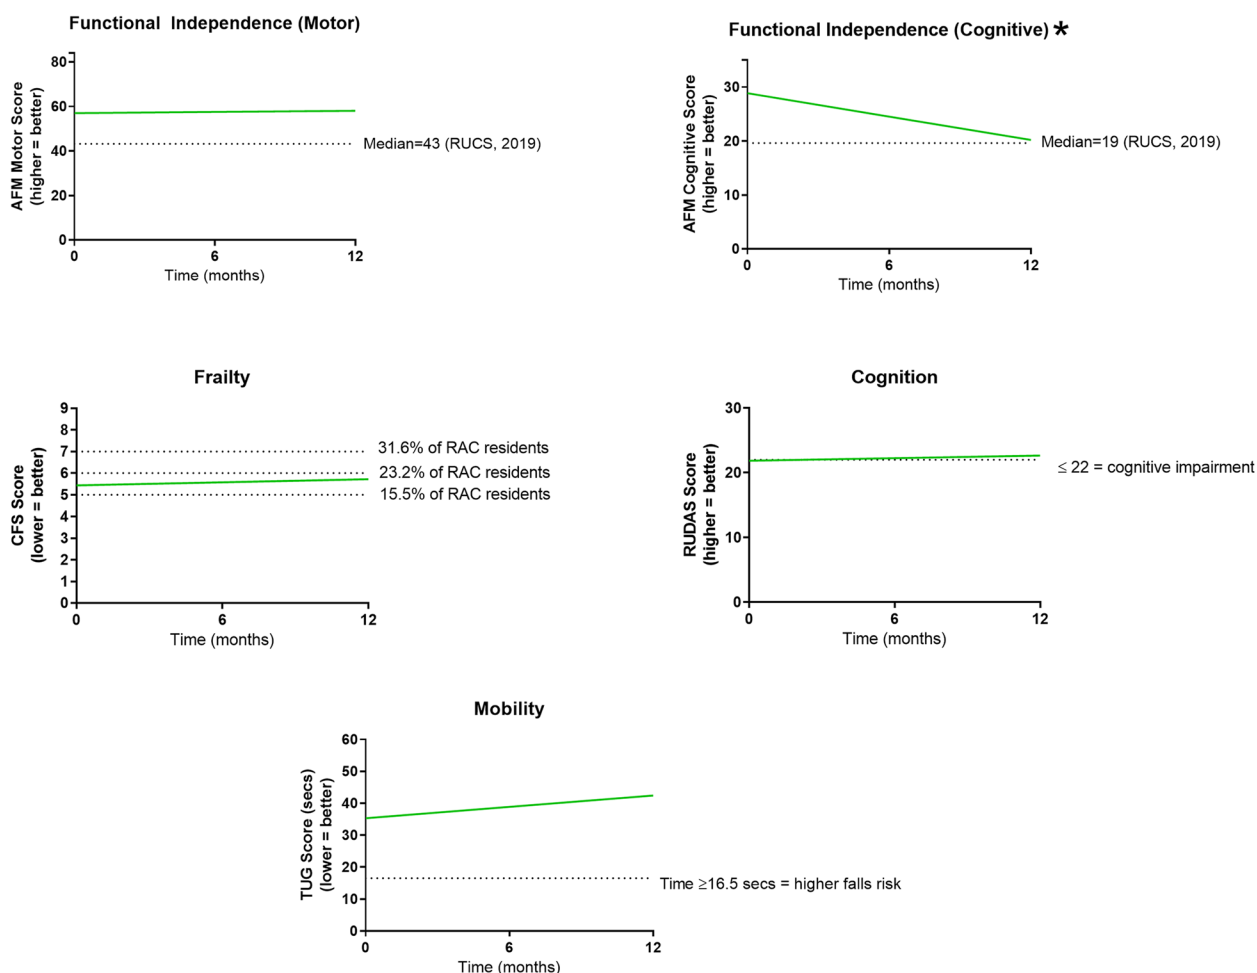 Functional  Independence (Motor)
AFM Motor Score
(higher = better)
80
60
40
20
0
Median=43 (RUCS, 2019)
0
6
12
Time (months)
Functional Independence (Cognitive) *
AFM Cognitive Score
(higher = better)
30
20
10
0
Median=19 (RUCS, 2019)
0
6
12
Time (months)
Frailty
CFS Score
(lower = better)
9
8
7
6
5
4
3
2
1
0
31.6% of RAC residents
23.2% of RAC residents
15.5% of RAC residents
0
6
12
Time (months)
Cognition
RUDAS Score
(higher = better)
30
20
10
0
≤ 22 = cognitive impairment
0
6
12
Time (months)
Mobility
TUG Score (secs)
(lower = better)
60
50
40
30
20
10
0
Time ≥16.5 secs = higher falls risk
0
6
12
Time (months)